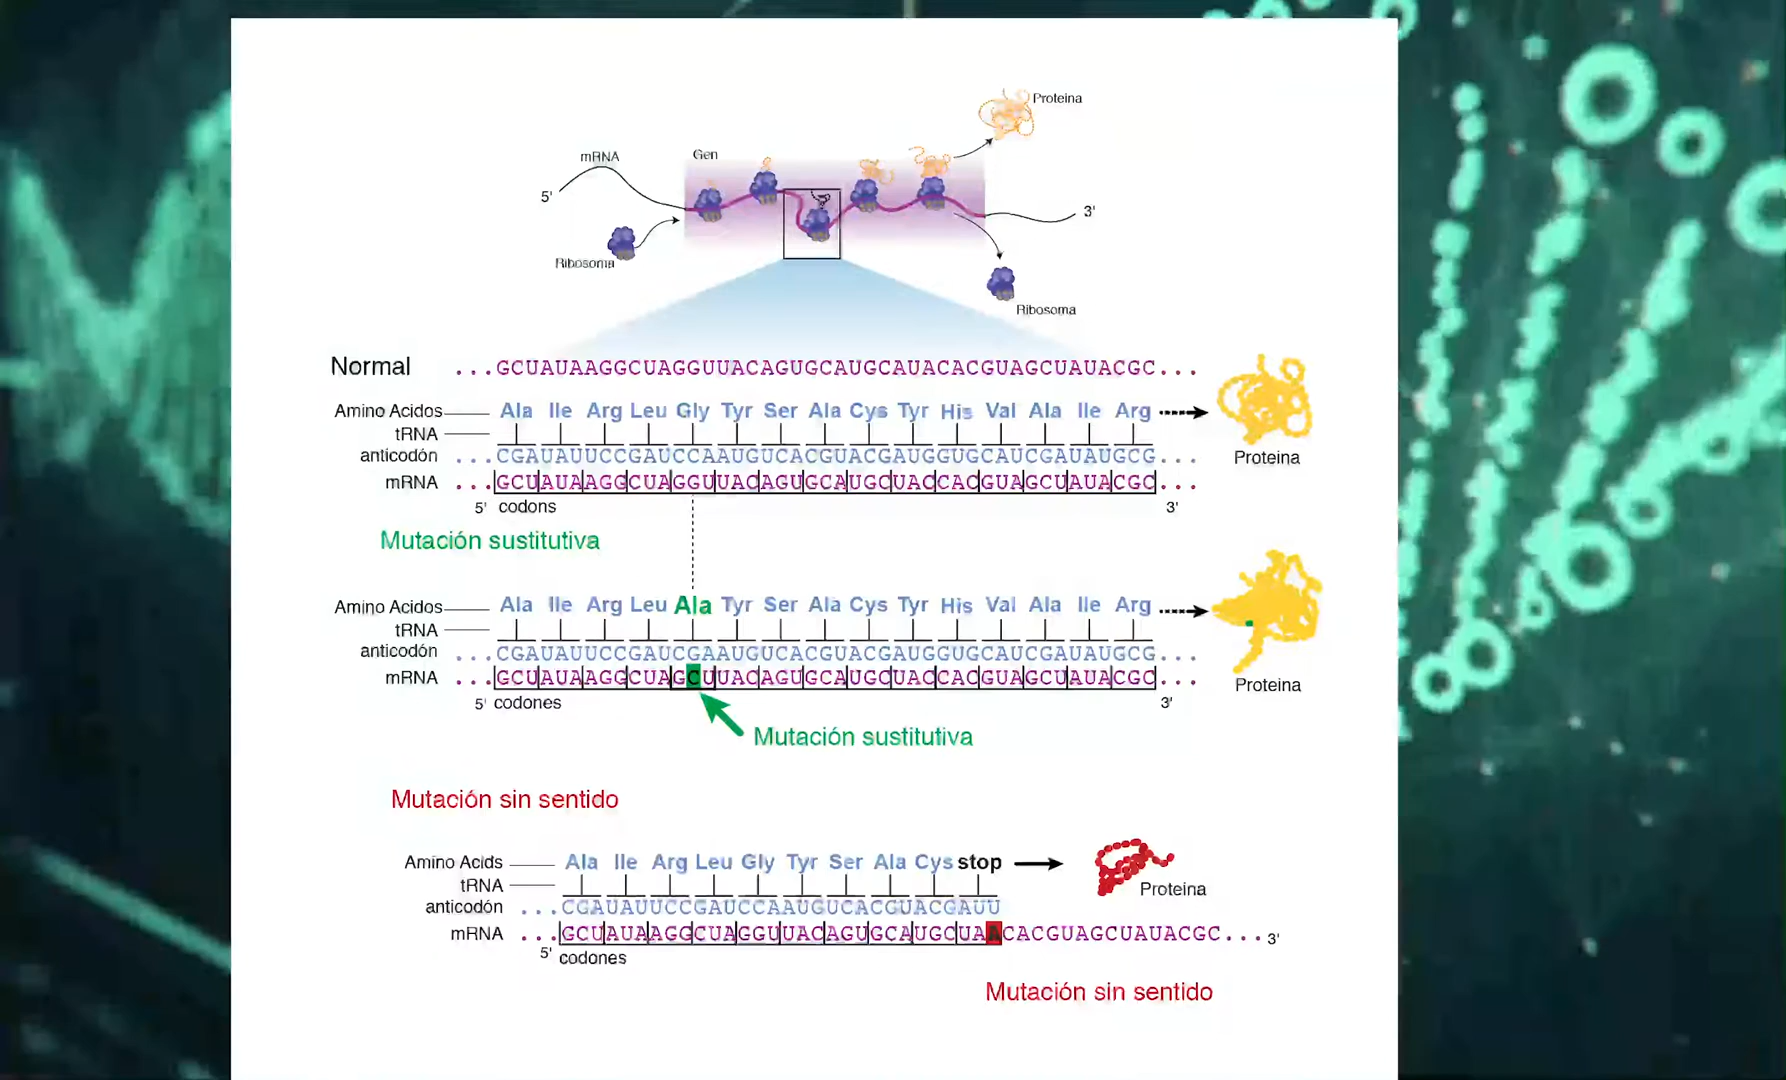 Proteina
mRNA
Gen
5'
3'
Ribosoma
Ribosoma
Normal ...GCUAUAAGGCUAGGUUACAGUGCAUGCAUACACGUAGCUAUACGC...
Amino Acidos Ala Ile Arg Leu Gly Tyr Ser Ala Cys Tyr His Val Ala Ile Arg
tRNA
anticodón ...CGAUAUUCCGAUCCAAUGUCACGUACGAUGGUGCAUCGAUAUGCG...
Proteina
mRNA ...GCUAUAAGGCUAGGUUACAGUGCAUGCUACCACGUAGCUAUACGC...
5' codons 3'
Mutación sustitutiva
Amino Acidos Ala Ile Arg Leu Ala Tyr Ser Ala Cys Tyr His Val Ala Ile Arg
tRNA
anticodón ...CGAUAUUCCGAUCGAAUGUCACGUACGAUGGUGCAUCGAUAUGCG...
mRNA ...GCUAUAAGGCUAGCUUACAGUGCAUGCUACCACGUAGCUAUACGC...
Proteina
5' codones 3'
Mutación sustitutiva
Mutación sin sentido
Amino Acids Ala Ile Arg Leu Gly Tyr Ser Ala Cys stop
tRNA
Proteina
anticodón ...CGAUAUUCCGAUCCAAUGUCACGUACGAUU
mRNA ...GCUAUAAGGCUAGGUUACAGUGCAUGCUAACACGUAGCUAUACGC... 3'
5' codones
Mutación sin sentido